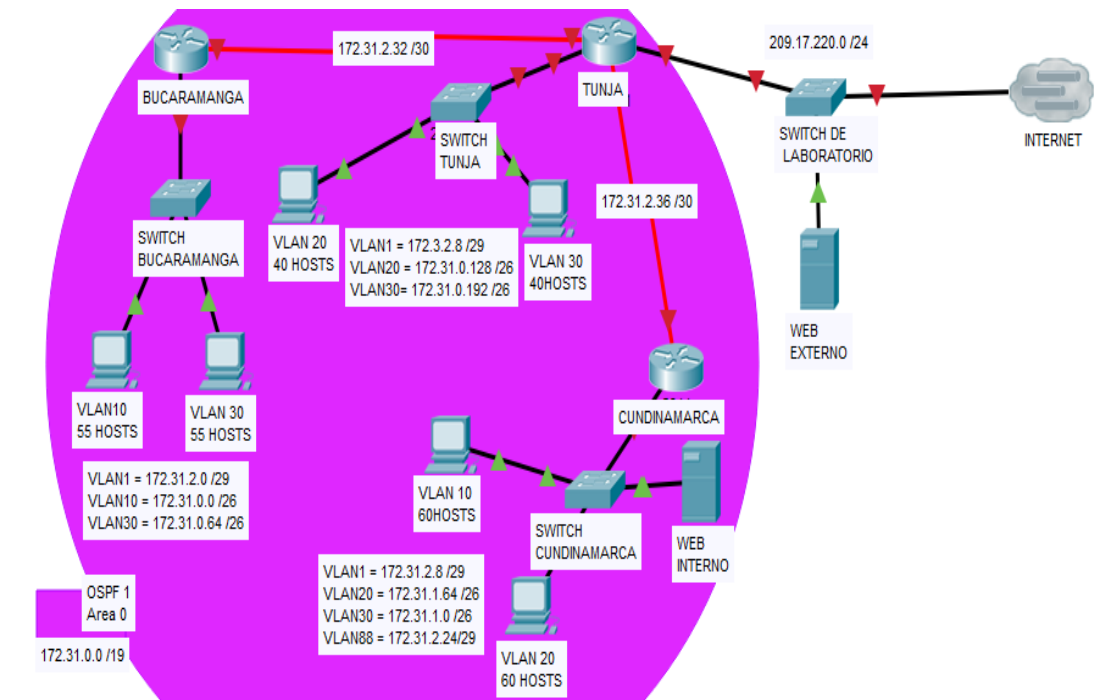 172.31.2.32 /30
209.17.220.0 /24
BUCARAMANGA
TUNJA
SWITCH
TUNJA
SWITCH DE
LABORATORIO
INTERNET
172.31.2.36 /30
SWITCH
BUCARAMANGA
VLAN 20
40 HOSTS
VLAN1 = 172.3.2.8 /29
VLAN20 = 172.31.0.128 /26
VLAN30= 172.31.0.192 /26
VLAN 30
40HOSTS
WEB
EXTERNO
VLAN10
55 HOSTS
VLAN 30
55 HOSTS
CUNDINAMARCA
VLAN1 = 172.31.2.0 /29
VLAN10 = 172.31.0.0 /26
VLAN30 = 172.31.0.64 /26
VLAN 10
60HOSTS
SWITCH
CUNDINAMARCA
WEB
INTERNO
VLAN1 = 172.31.2.8 /29
VLAN20 = 172.31.1.64 /26
VLAN30 = 172.31.1.0 /26
VLAN88 = 172.31.2.24/29
OSPF 1
Area 0
172.31.0.0 /19
VLAN 20
60 HOSTS